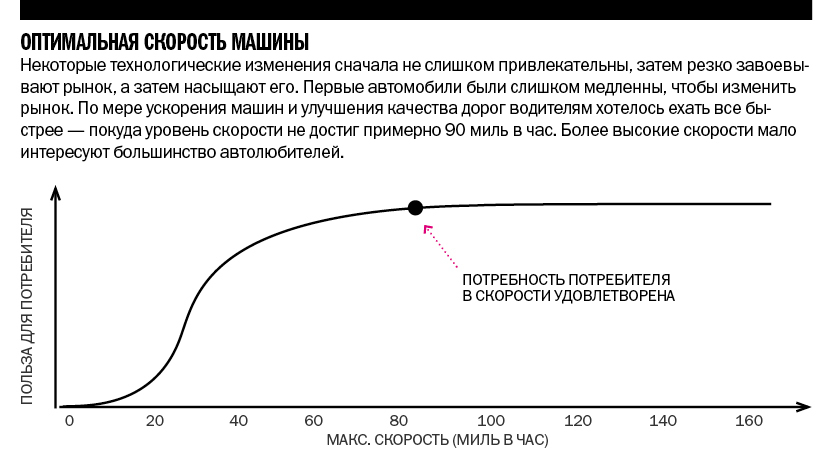 ОПТИМАЛЬНАЯ СКОРОСТЬ МАШИНЫ
Некоторые технологические изменения сначала не слишком привлекательны, затем резко завоевы-
вают рынок, а затем насыщают его. Первые автомобили были слишком медленны, чтобы изменить
рынок. По мере ускорения машин и улучшения качества дорог водителям хотелось ехать все бы-
стрее — покуда уровень скорости не достиг примерно 90 миль в час. Более высокие скорости мало
интересуют большинство автолюбителей.
ПОЛЬЗА ДЛЯ ПОТРЕБИТЕЛЯ
ПОТРЕБНОСТЬ ПОТРЕБИТЕЛЯ
В СКОРОСТИ УДОВЛЕТВОРЕНА
0 20 40 60 80 100 120 140 160
МАКС. СКОРОСТЬ (МИЛЬ В ЧАС)